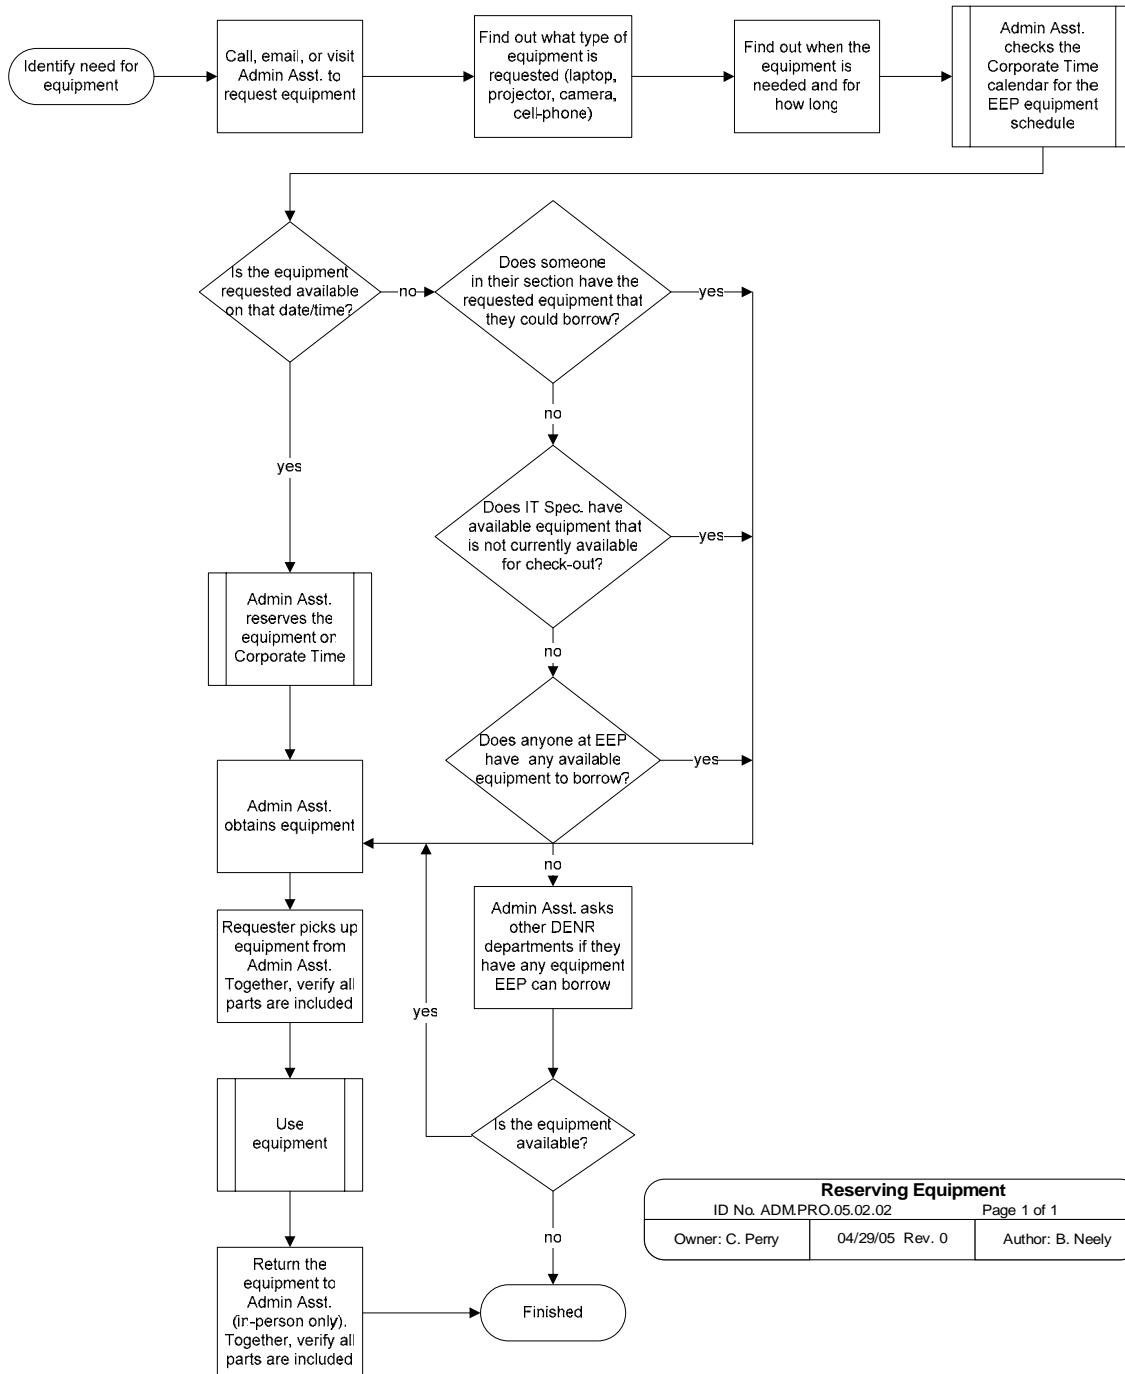 Identify need for
equipment
Call, email, or visit
Admin Asst. to
request equipment
Find out what type of
equipment is
requested (laptop,
projector, camera,
cell-phone)
Find out when the
equipment is
needed and for
how long
Admin Asst.
checks the
Corporate Time
calendar for the
EEP equipment
schedule
Is the equipment
requested available
on that date/time?
no
Does someone
in their section have the
requested equipment that
they could borrow?
yes
no
yes
Does IT Spec. have
available equipment that
is not currently available
for check-out?
yes
no
Admin Asst.
reserves the
equipment on
Corporate Time
Does anyone at EEP
have any available
equipment to borrow?
yes
no
Admin Asst.
obtains equipment
Admin Asst. asks
other DENR
departments if they
have any equipment
EEP can borrow
Requester picks up
equipment from
Admin Asst.
Together, verify all
parts are included
yes
Use
equipment
Is the equipment
available?
no
Return the
equipment to
Admin Asst.
(in-person only).
Together, verify all
parts are included
Finished
Reserving Equipment
ID No. ADM.PRO.05.02.02 Page 1 of 1
Owner: C. Perry 04/29/05 Rev. 0 Author: B. Neely